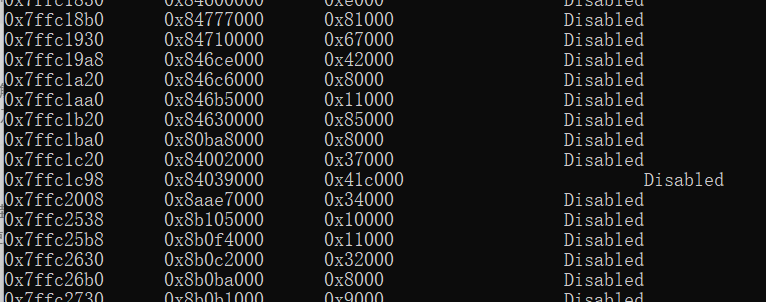 0x7ffc1830 0x84000000 0xe000 Disabled
0x7ffc18b0 0x84777000 0x81000 Disabled
0x7ffc1930 0x84710000 0x67000 Disabled
0x7ffc19a8 0x846ce000 0x42000 Disabled
0x7ffc1a20 0x846c6000 0x8000 Disabled
0x7ffc1aa0 0x846b5000 0x11000 Disabled
0x7ffc1b20 0x84630000 0x85000 Disabled
0x7ffc1ba0 0x80ba8000 0x8000 Disabled
0x7ffc1c20 0x84002000 0x37000 Disabled
0x7ffc1c98 0x84039000 0x41c000 Disabled
0x7ffc2008 0x8aae7000 0x34000 Disabled
0x7ffc2538 0x8b105000 0x10000 Disabled
0x7ffc25b8 0x8b0f4000 0x11000 Disabled
0x7ffc2630 0x8b0c2000 0x32000 Disabled
0x7ffc26b0 0x8b0ba000 0x8000 Disabled
0x7ffc2730 0x8b0b1000 0x9000 Disabled